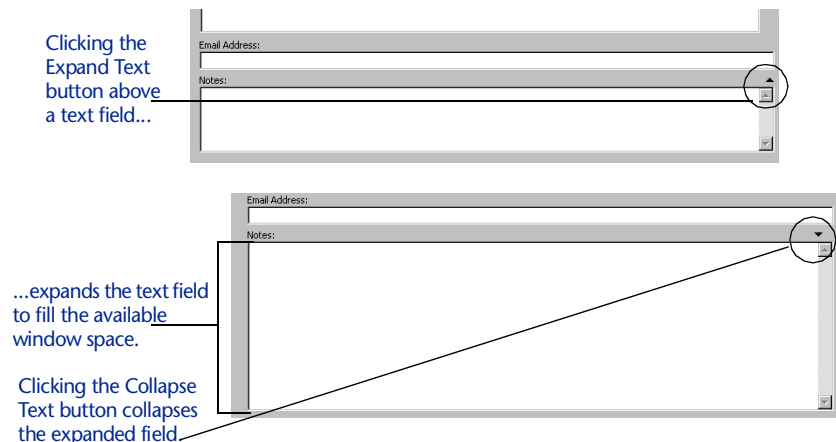 Clicking the
Expand Text
button above
a text field...
Email Address:
Notes:
Email Address:
Notes:
...expands the text field
to fill the available
window space.
Clicking the Collapse
Text button collapses
the expanded field.